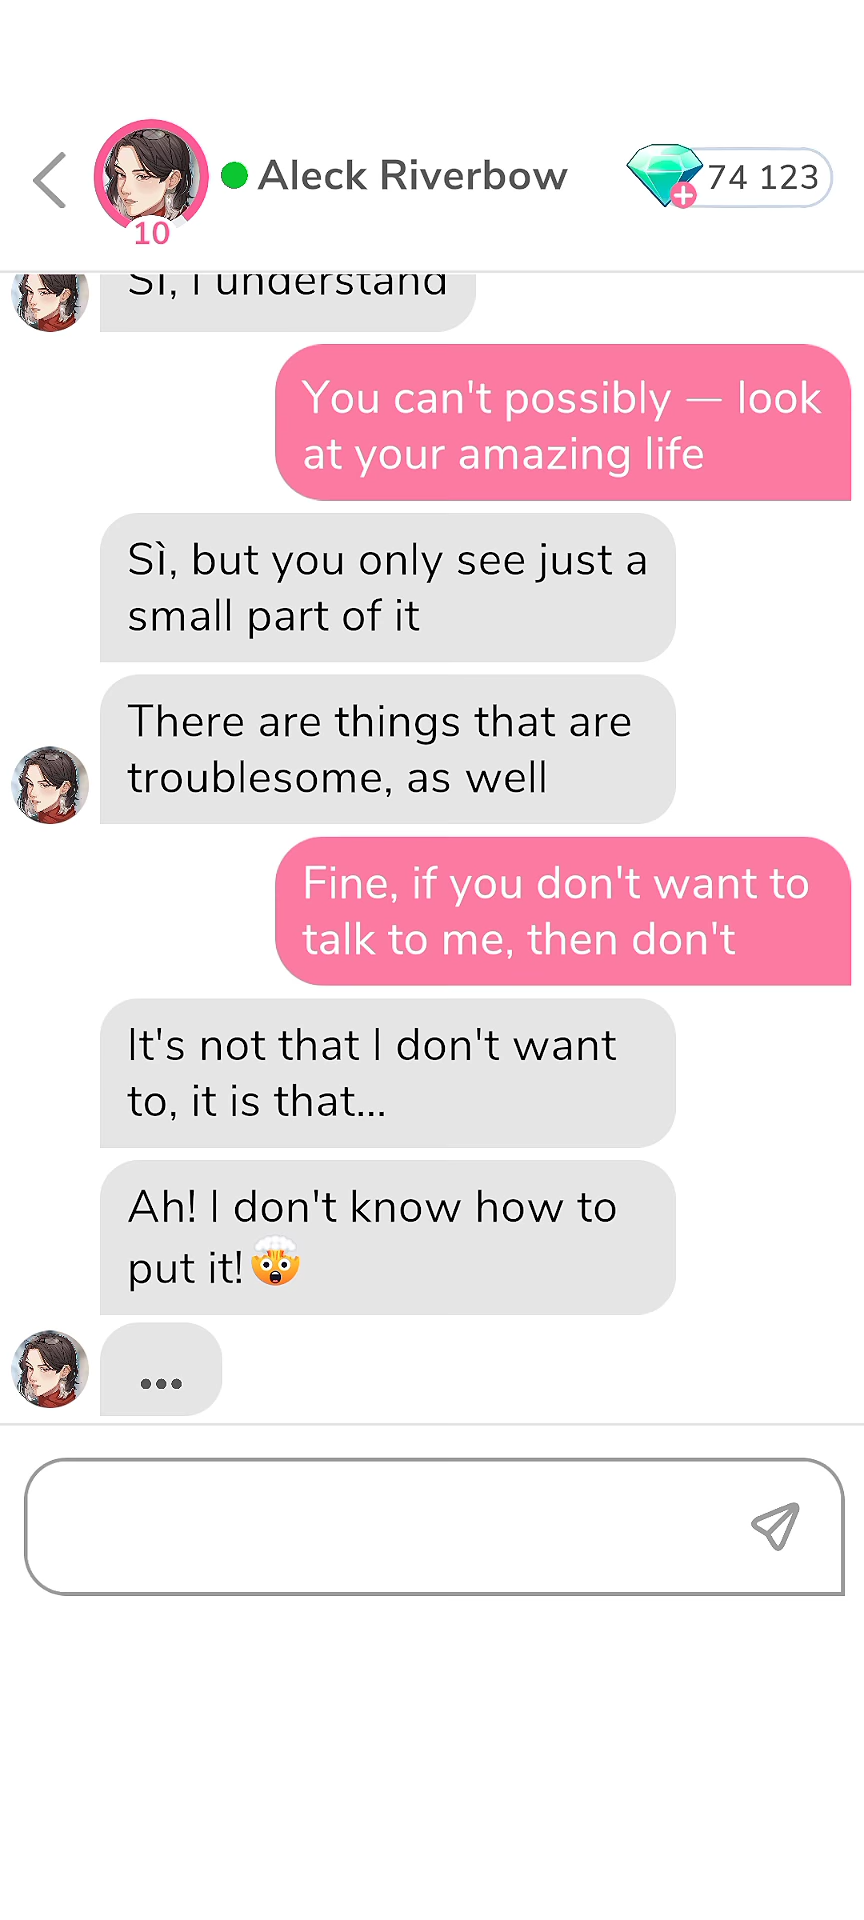 Aleck Riverbow
74 123
10
Sì, I understand
You can't possibly — look
at your amazing life
Sì, but you only see just a
small part of it
There are things that are
troublesome, as well
Fine, if you don't want to
talk to me, then don't
It's not that I don't want
to, it is that...
Ah! I don't know how to
put it!🤯